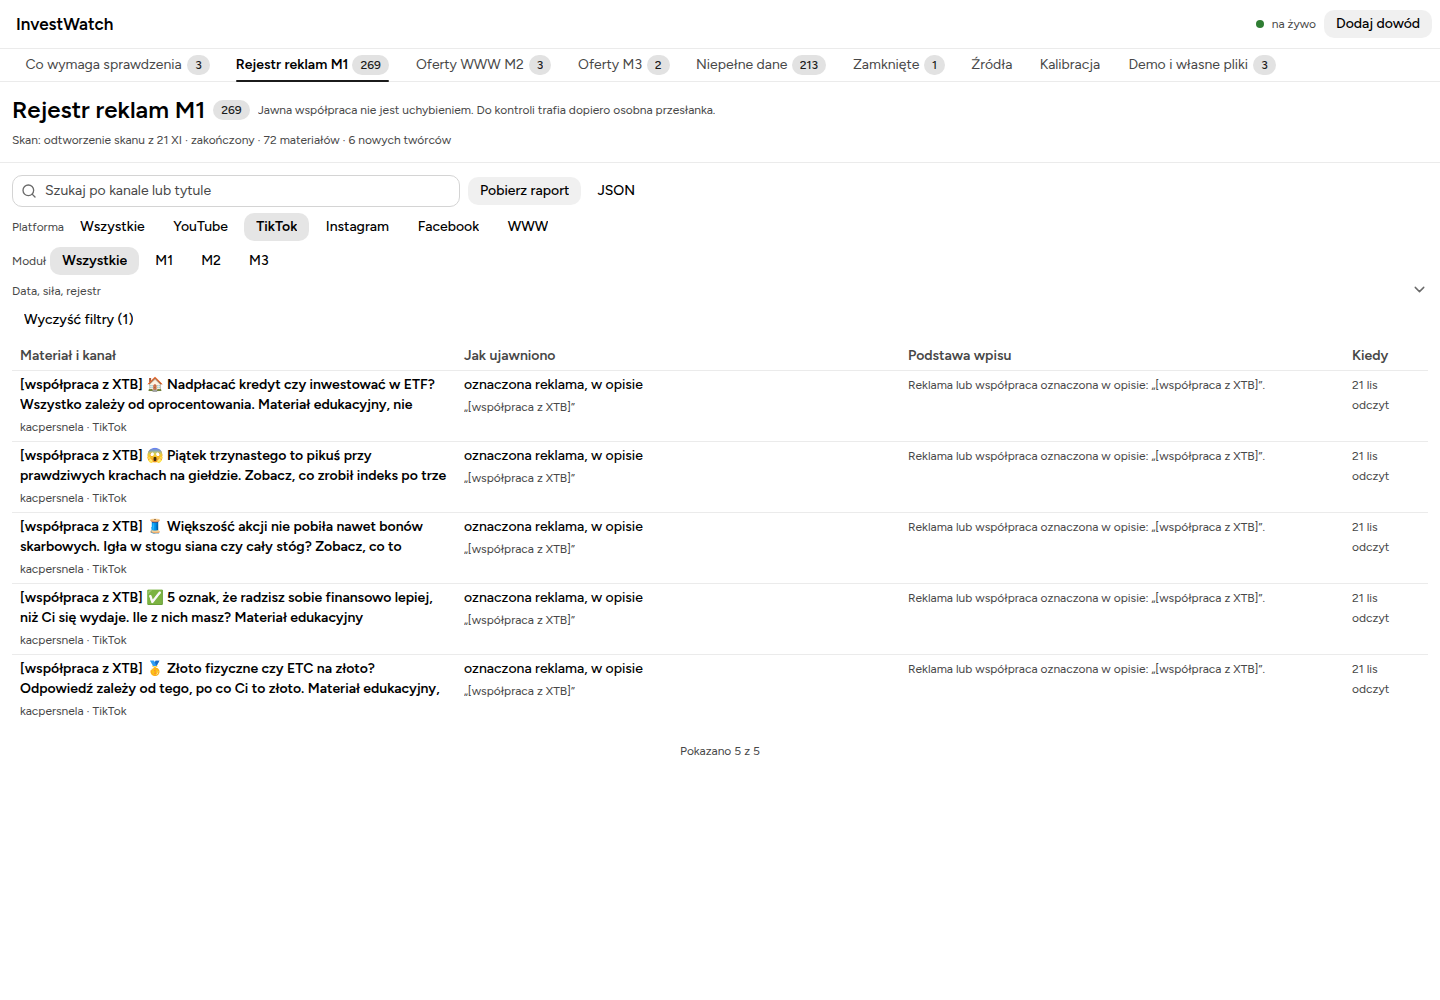 InvestWatch
na żywo
Dodaj dowód
Co wymaga sprawdzenia 3
Rejestr reklam M1 269
Oferty WWW M2 3
Oferty M3 2
Niepełne dane 213
Zamknięte 1
Źródła
Kalibracja
Demo i własne pliki 3
Rejestr reklam M1 269 Jawna współpraca nie jest uchybieniem. Do kontroli trafia dopiero osobna przesłanka.
Skan: odtworzenie skanu z 21 XI · zakończony · 72 materiałów · 6 nowych twórców
Szukaj po kanale lub tytule
Pobierz raport
JSON
Platforma Wszystkie YouTube TikTok Instagram Facebook WWW
Moduł Wszystkie M1 M2 M3
Data, siła, rejestr
Wyczyść filtry (1)
Materiał i kanał
Jak ujawniono
Podstawa wpisu
Kiedy
[współpraca z XTB] 🏠 Nadpłacać kredyt czy inwestować w ETF?
Wszystko zależy od oprocentowania. Materiał edukacyjny, nie
kacpersnela · TikTok
oznaczona reklama, w opisie
„[współpraca z XTB]”
Reklama lub współpraca oznaczona w opisie: „[współpraca z XTB]”.
21 lis
odczyt
[współpraca z XTB] 😱 Piątek trzynastego to pikuś przy
prawdziwych krachach na giełdzie. Zobacz, co zrobił indeks po trze
kacpersnela · TikTok
oznaczona reklama, w opisie
„[współpraca z XTB]”
Reklama lub współpraca oznaczona w opisie: „[współpraca z XTB]”.
21 lis
odczyt
[współpraca z XTB] 🧵 Większość akcji nie pobiła nawet bonów
skarbowych. Igła w stogu siana czy cały stóg? Zobacz, co to
kacpersnela · TikTok
oznaczona reklama, w opisie
„[współpraca z XTB]”
Reklama lub współpraca oznaczona w opisie: „[współpraca z XTB]”.
21 lis
odczyt
[współpraca z XTB] ✅ 5 oznak, że radzisz sobie finansowo lepiej,
niż Ci się wydaje. Ile z nich masz? Materiał edukacyjny
kacpersnela · TikTok
oznaczona reklama, w opisie
„[współpraca z XTB]”
Reklama lub współpraca oznaczona w opisie: „[współpraca z XTB]”.
21 lis
odczyt
[współpraca z XTB] 🥇 Złoto fizyczne czy ETC na złoto?
Odpowiedź zależy od tego, po co Ci to złoto. Materiał edukacyjny,
kacpersnela · TikTok
oznaczona reklama, w opisie
„[współpraca z XTB]”
Reklama lub współpraca oznaczona w opisie: „[współpraca z XTB]”.
21 lis
odczyt
Pokazano 5 z 5